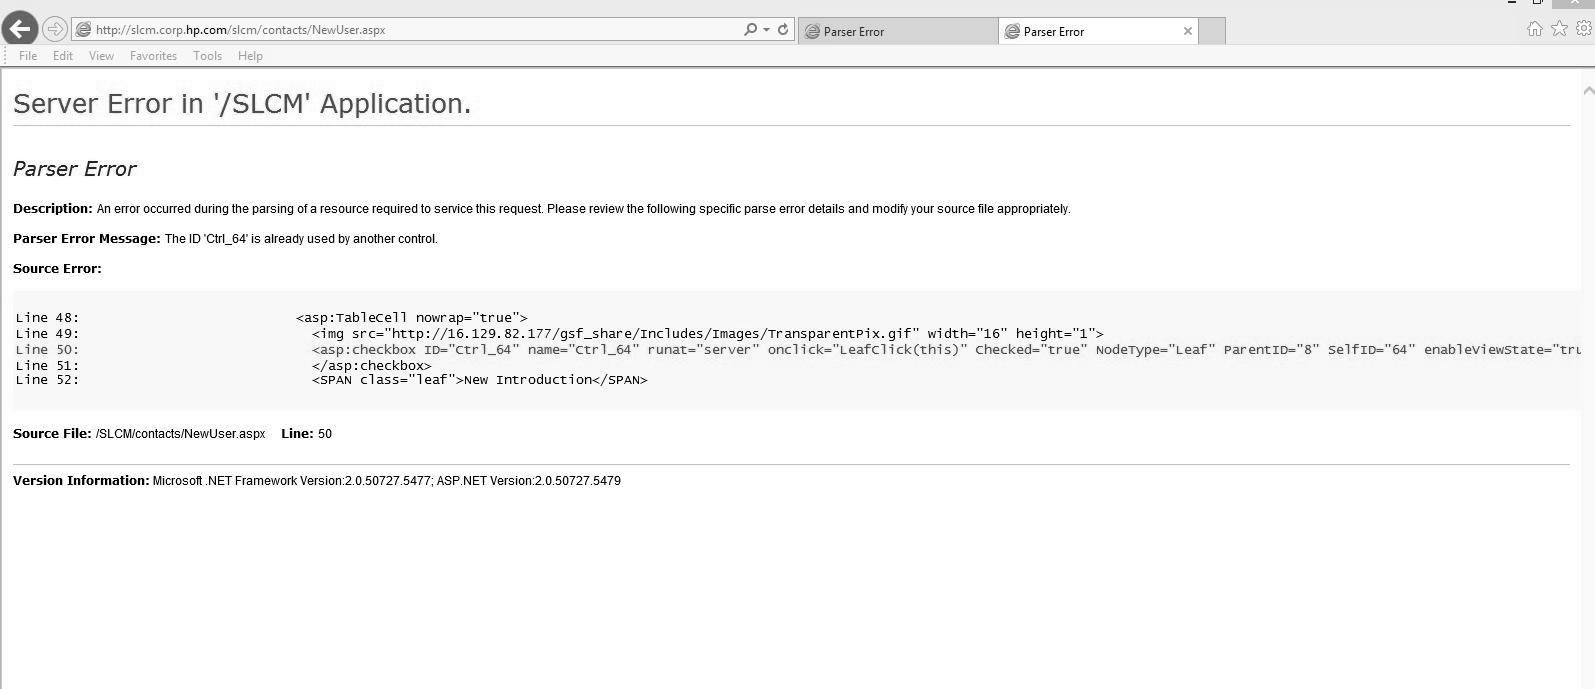 http://slcm.corp.hp.com/slcm/contacts/NewUser.aspx
Parser Error
Parser Error
File Edit View Favorites Tools Help
Server Error in '/SLCM' Application.
Parser Error
Description: An error occurred during the parsing of a resource required to service this request. Please review the following specific parse error details and modify your source file appropriately.
Parser Error Message: The ID 'Ctrl_64' is already used by another control.
Source Error:
Line 48: <asp:TableCell nowrap="true">
Line 49: <img src="http://16.129.82.177/gsf_share/Includes/Images/TransparentPix.gif" width="16" height="1">
Line 50: <asp:checkbox ID="Ctrl_64" name="Ctrl_64" runat="server" onclick="LeafClick(this)" Checked="true" NodeType="Leaf" ParentID="8" SelfID="64" enableViewState="tru
Line 51: </asp:checkbox>
Line 52: <SPAN class="leaf">New Introduction</SPAN>
Source File: /SLCM/contacts/NewUser.aspx Line: 50
Version Information: Microsoft .NET Framework Version:2.0.50727.5477; ASP.NET Version:2.0.50727.5479